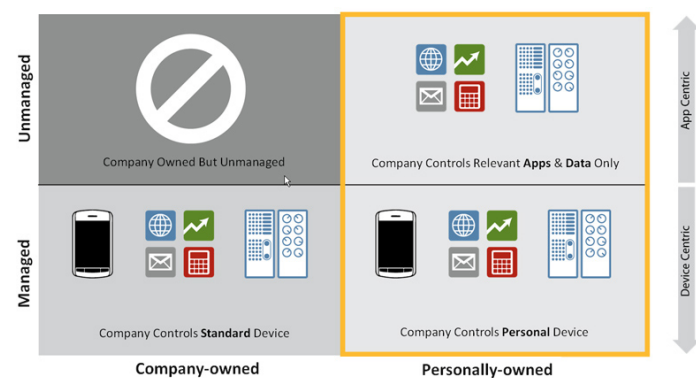 Unmanaged
Company Owned But Unmanaged
Company Controls Relevant Apps & Data Only
App Centric
Managed
Company Controls Standard Device
Company Controls Personal Device
Device Centric
Company-owned
Personally-owned